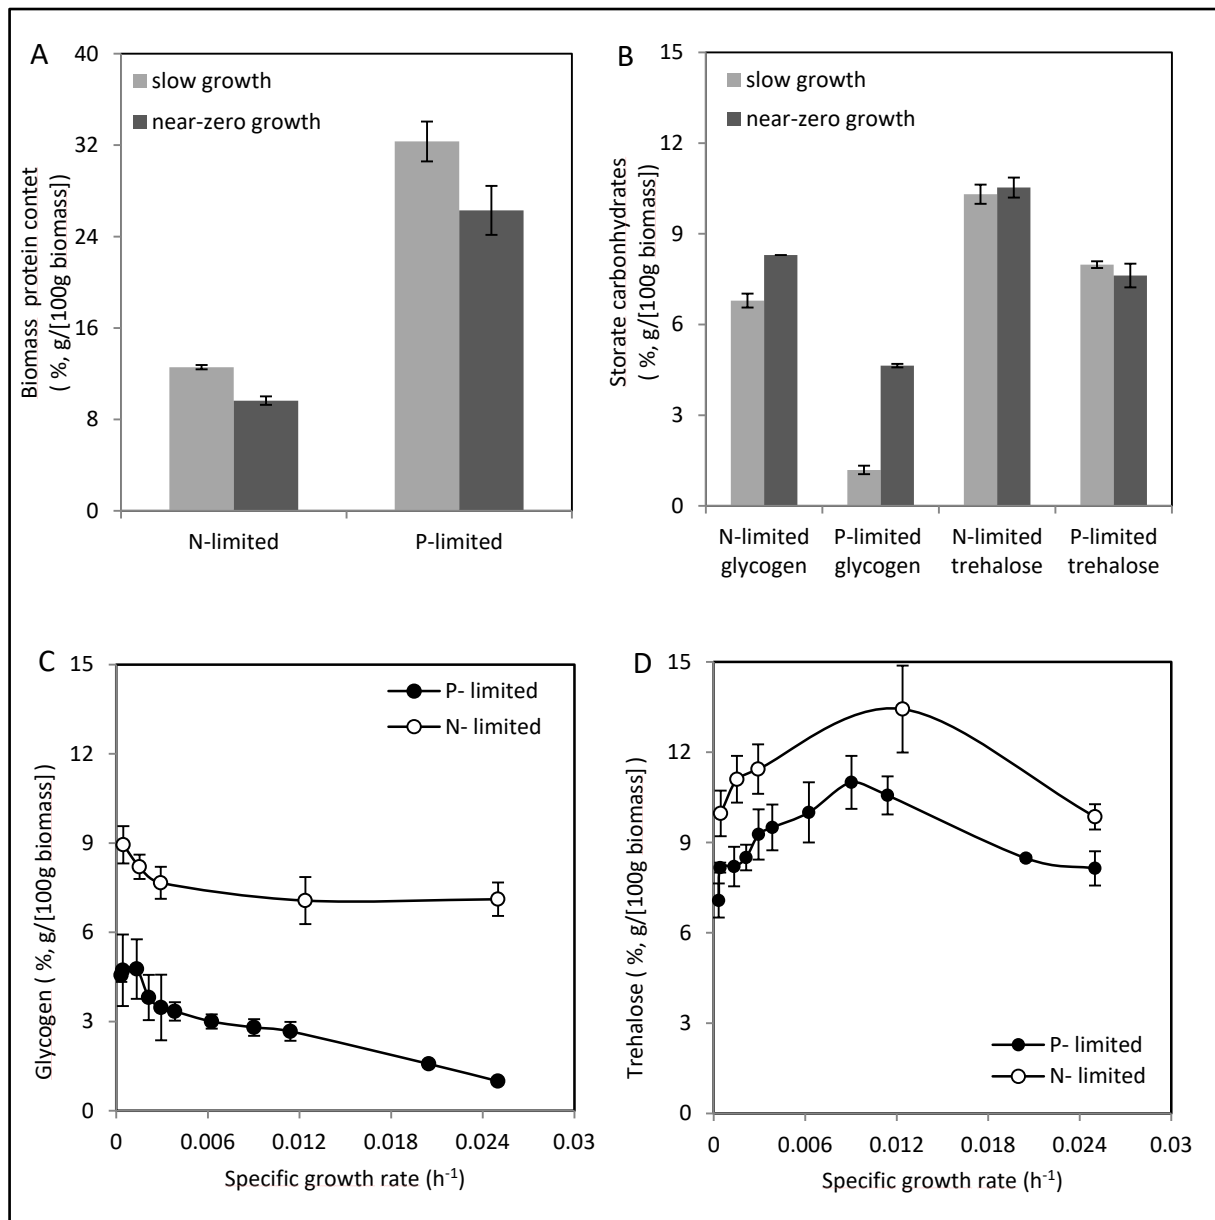 A
40
32
24
16
8
0
slow growth
near-zero growth
Biomass protein contet
( %, g/[100g biomass])
N-limited
P-limited
B
15
12
9
6
3
0
slow growth
near-zero growth
Storate carbonhydrates
( %, g/[100g biomass])
N-limited P-limited N-limited P-limited
glycogen glycogen trehalose trehalose
C
15
12
9
6
3
0
P- limited
N- limited
Glycogen ( %, g/[100g biomass])
0 0.006 0.012 0.018 0.024 0.03
Specific growth rate (h-1)
D
15
12
9
6
3
0
P- limited
N- limited
Trehalose ( %, g/[100g biomass])
0 0.006 0.012 0.018 0.024 0.03
Specific growth rate (h-1)